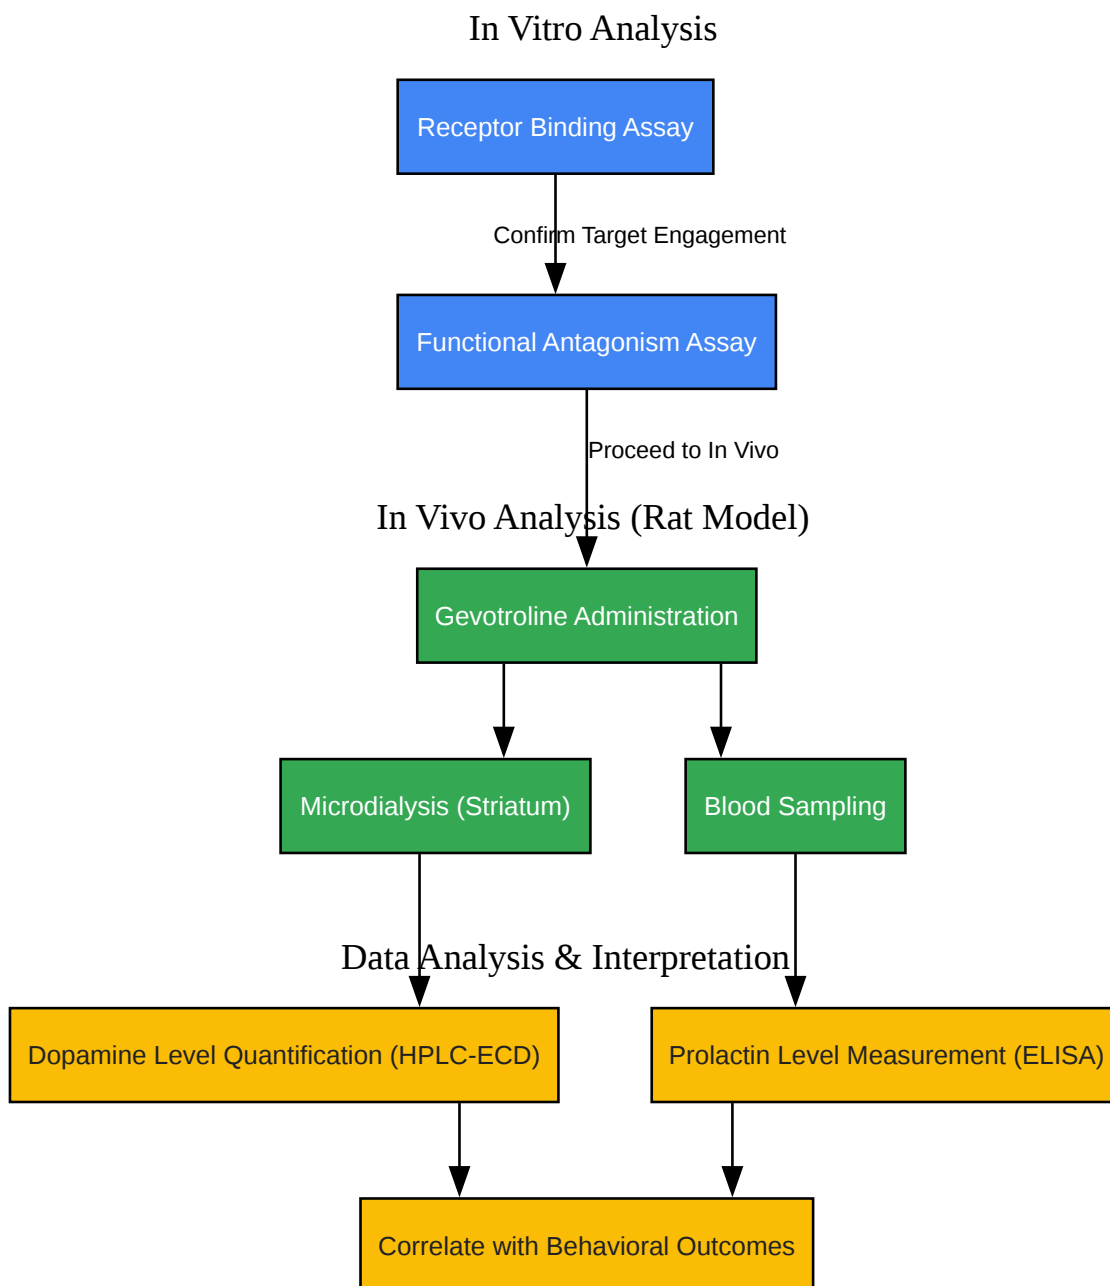 In Vitro Analysis
Receptor Binding Assay
Confirm Target Engagement
Functional Antagonism Assay
Proceed to In Vivo
In Vivo Analysis (Rat Model)
Gevotroline Administration
Microdialysis (Striatum)
Blood Sampling
Data Analysis & Interpretation
Dopamine Level Quantification (HPLC-ECD)
Prolactin Level Measurement (ELISA)
Correlate with Behavioral Outcomes